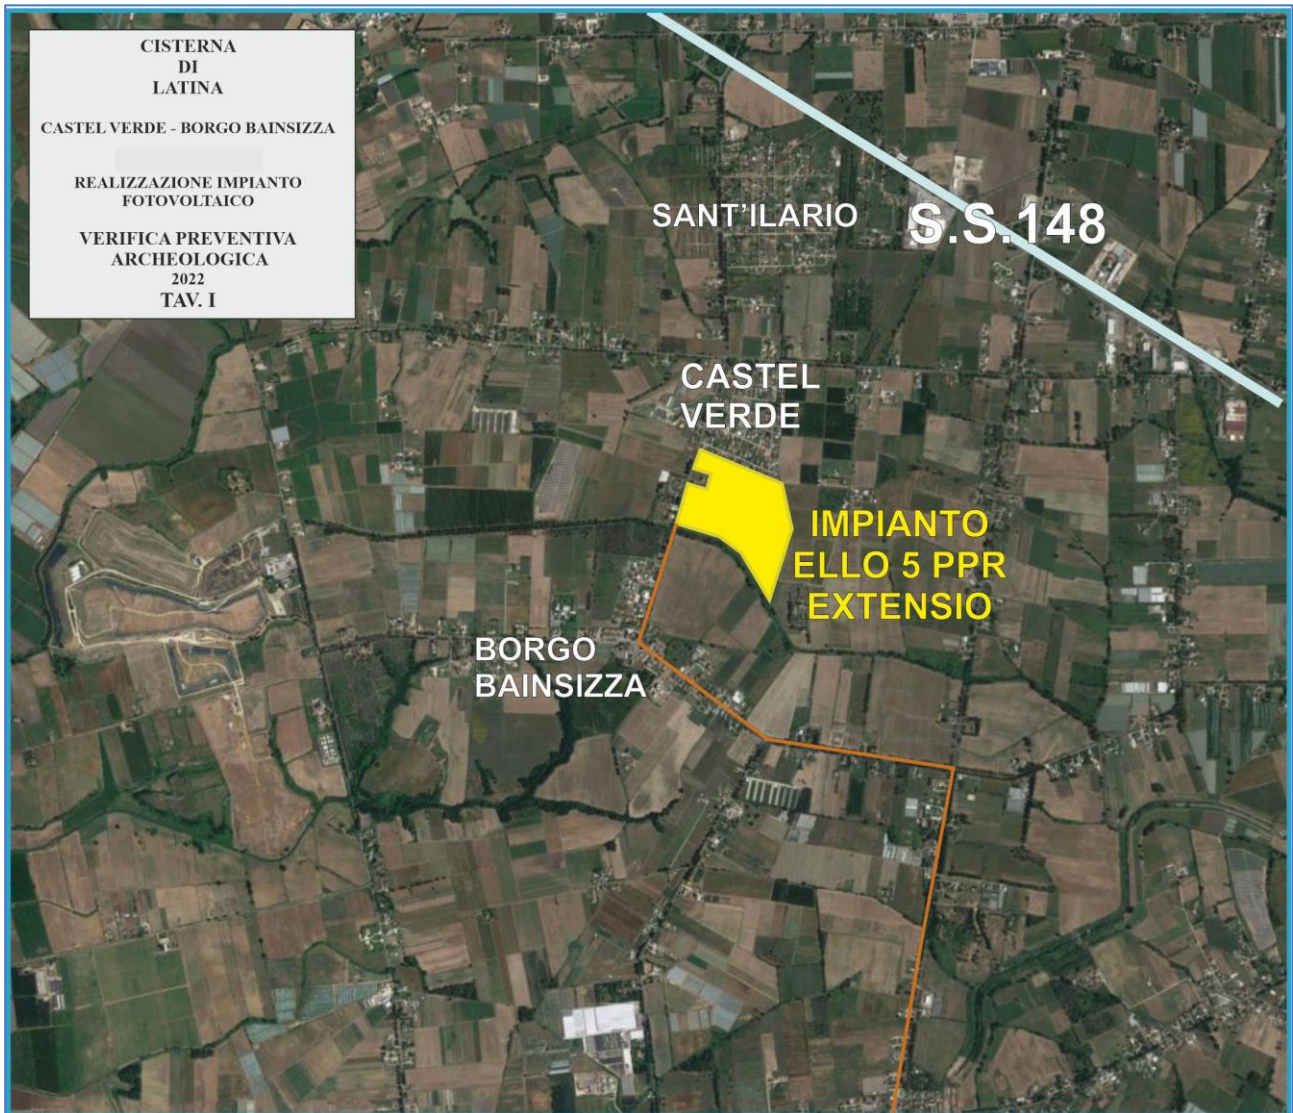 CISTERNA
DI
LATINA
CASTEL VERDE - BORGO BAINSIZZA
REALIZZAZIONE IMPIANTO
FOTOVOLTAICO
VERIFICA PREVENTIVA
ARCHEOLOGICA
2022
TAV. I
SANT'ILARIO
S.S.148
CASTEL
VERDE
IMPIANTO
ELLO 5 PPR
EXTENSIO
BORGO
BAINSIZZA